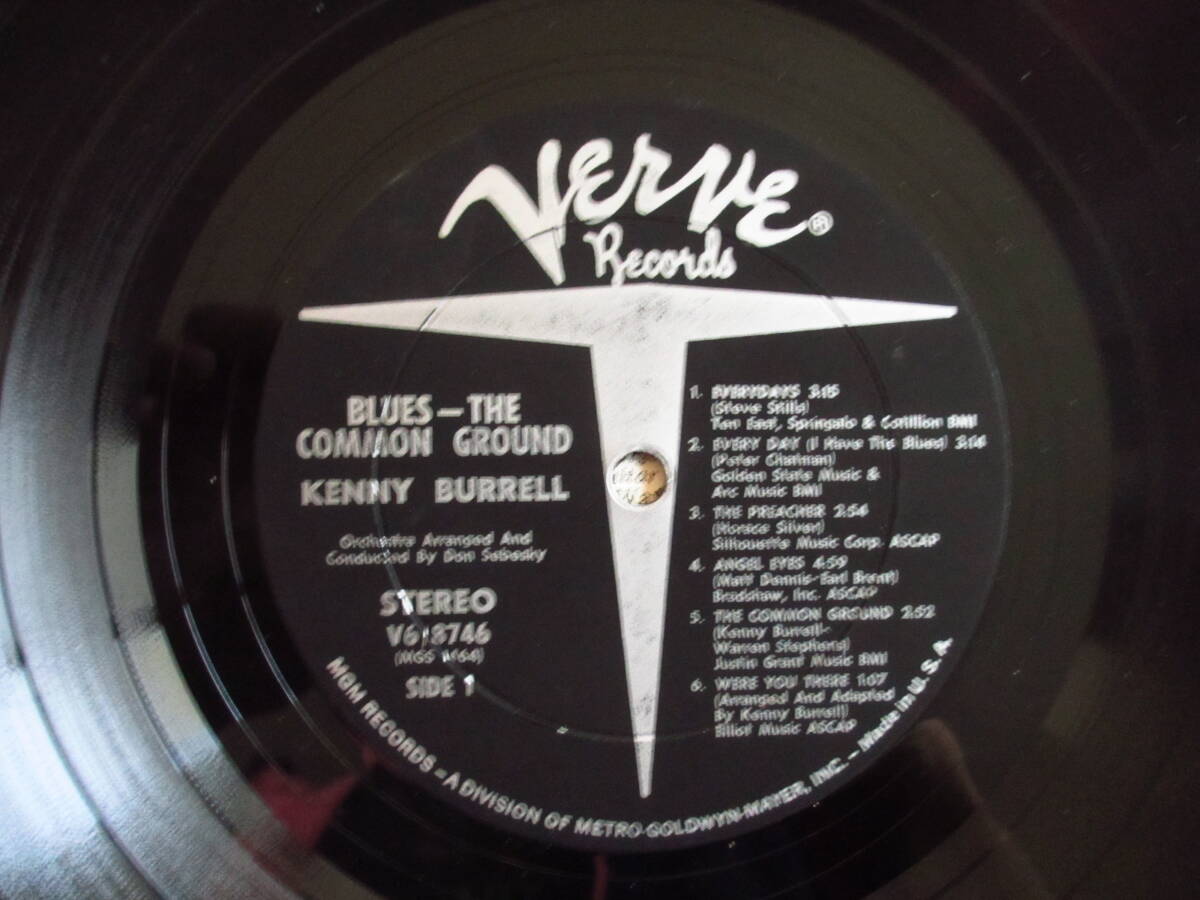 Verve ®
Records
BLUES—THE
COMMON GROUND
KENNY BURRELL
Orchestra Arranged And
Conducted By Don Sebesky
STEREO
V6-8746
SIDE 1
1. EVERYDAYS 3:15
(Steve Stills)
Ten East, Springalo & Cotillion BMI
2. EVERY DAY (I Have The Blues) 3:14
(Peter Chatman)
Golden State Music &
Arc Music BMI
3. THE PREACHER 2:54
(Horace Silver)
Silhouette Music Corp. ASCAP
4. ANGEL EYES 4:59
(Matt Dennis-Earl Brent)
Bradshaw, Inc. ASCAP
5. THE COMMON GROUND 2:52
(Kenny Burrell-
Warren Stephens)
Justin Grant Music BMI
6. WERE YOU THERE 1:07
(Arranged And Adapted
By Kenny Burrell)
Elliot Music ASCAP
MGM RECORDS – A DIVISION OF METRO-GOLDWYN-MAYER, INC. – Made in U. S. A.